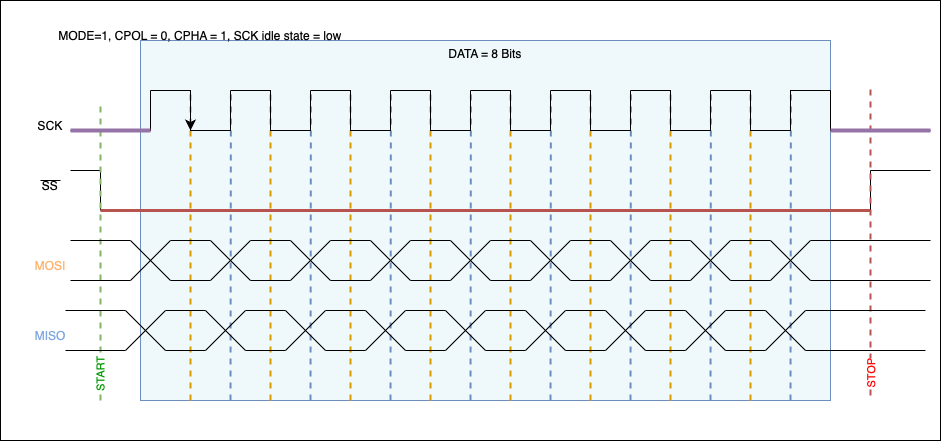 MODE=1, CPOL = 0, CPHA = 1, SCK idle state = low
DATA = 8 Bits
SCK
SS
MOSI
MISO
START
STOP